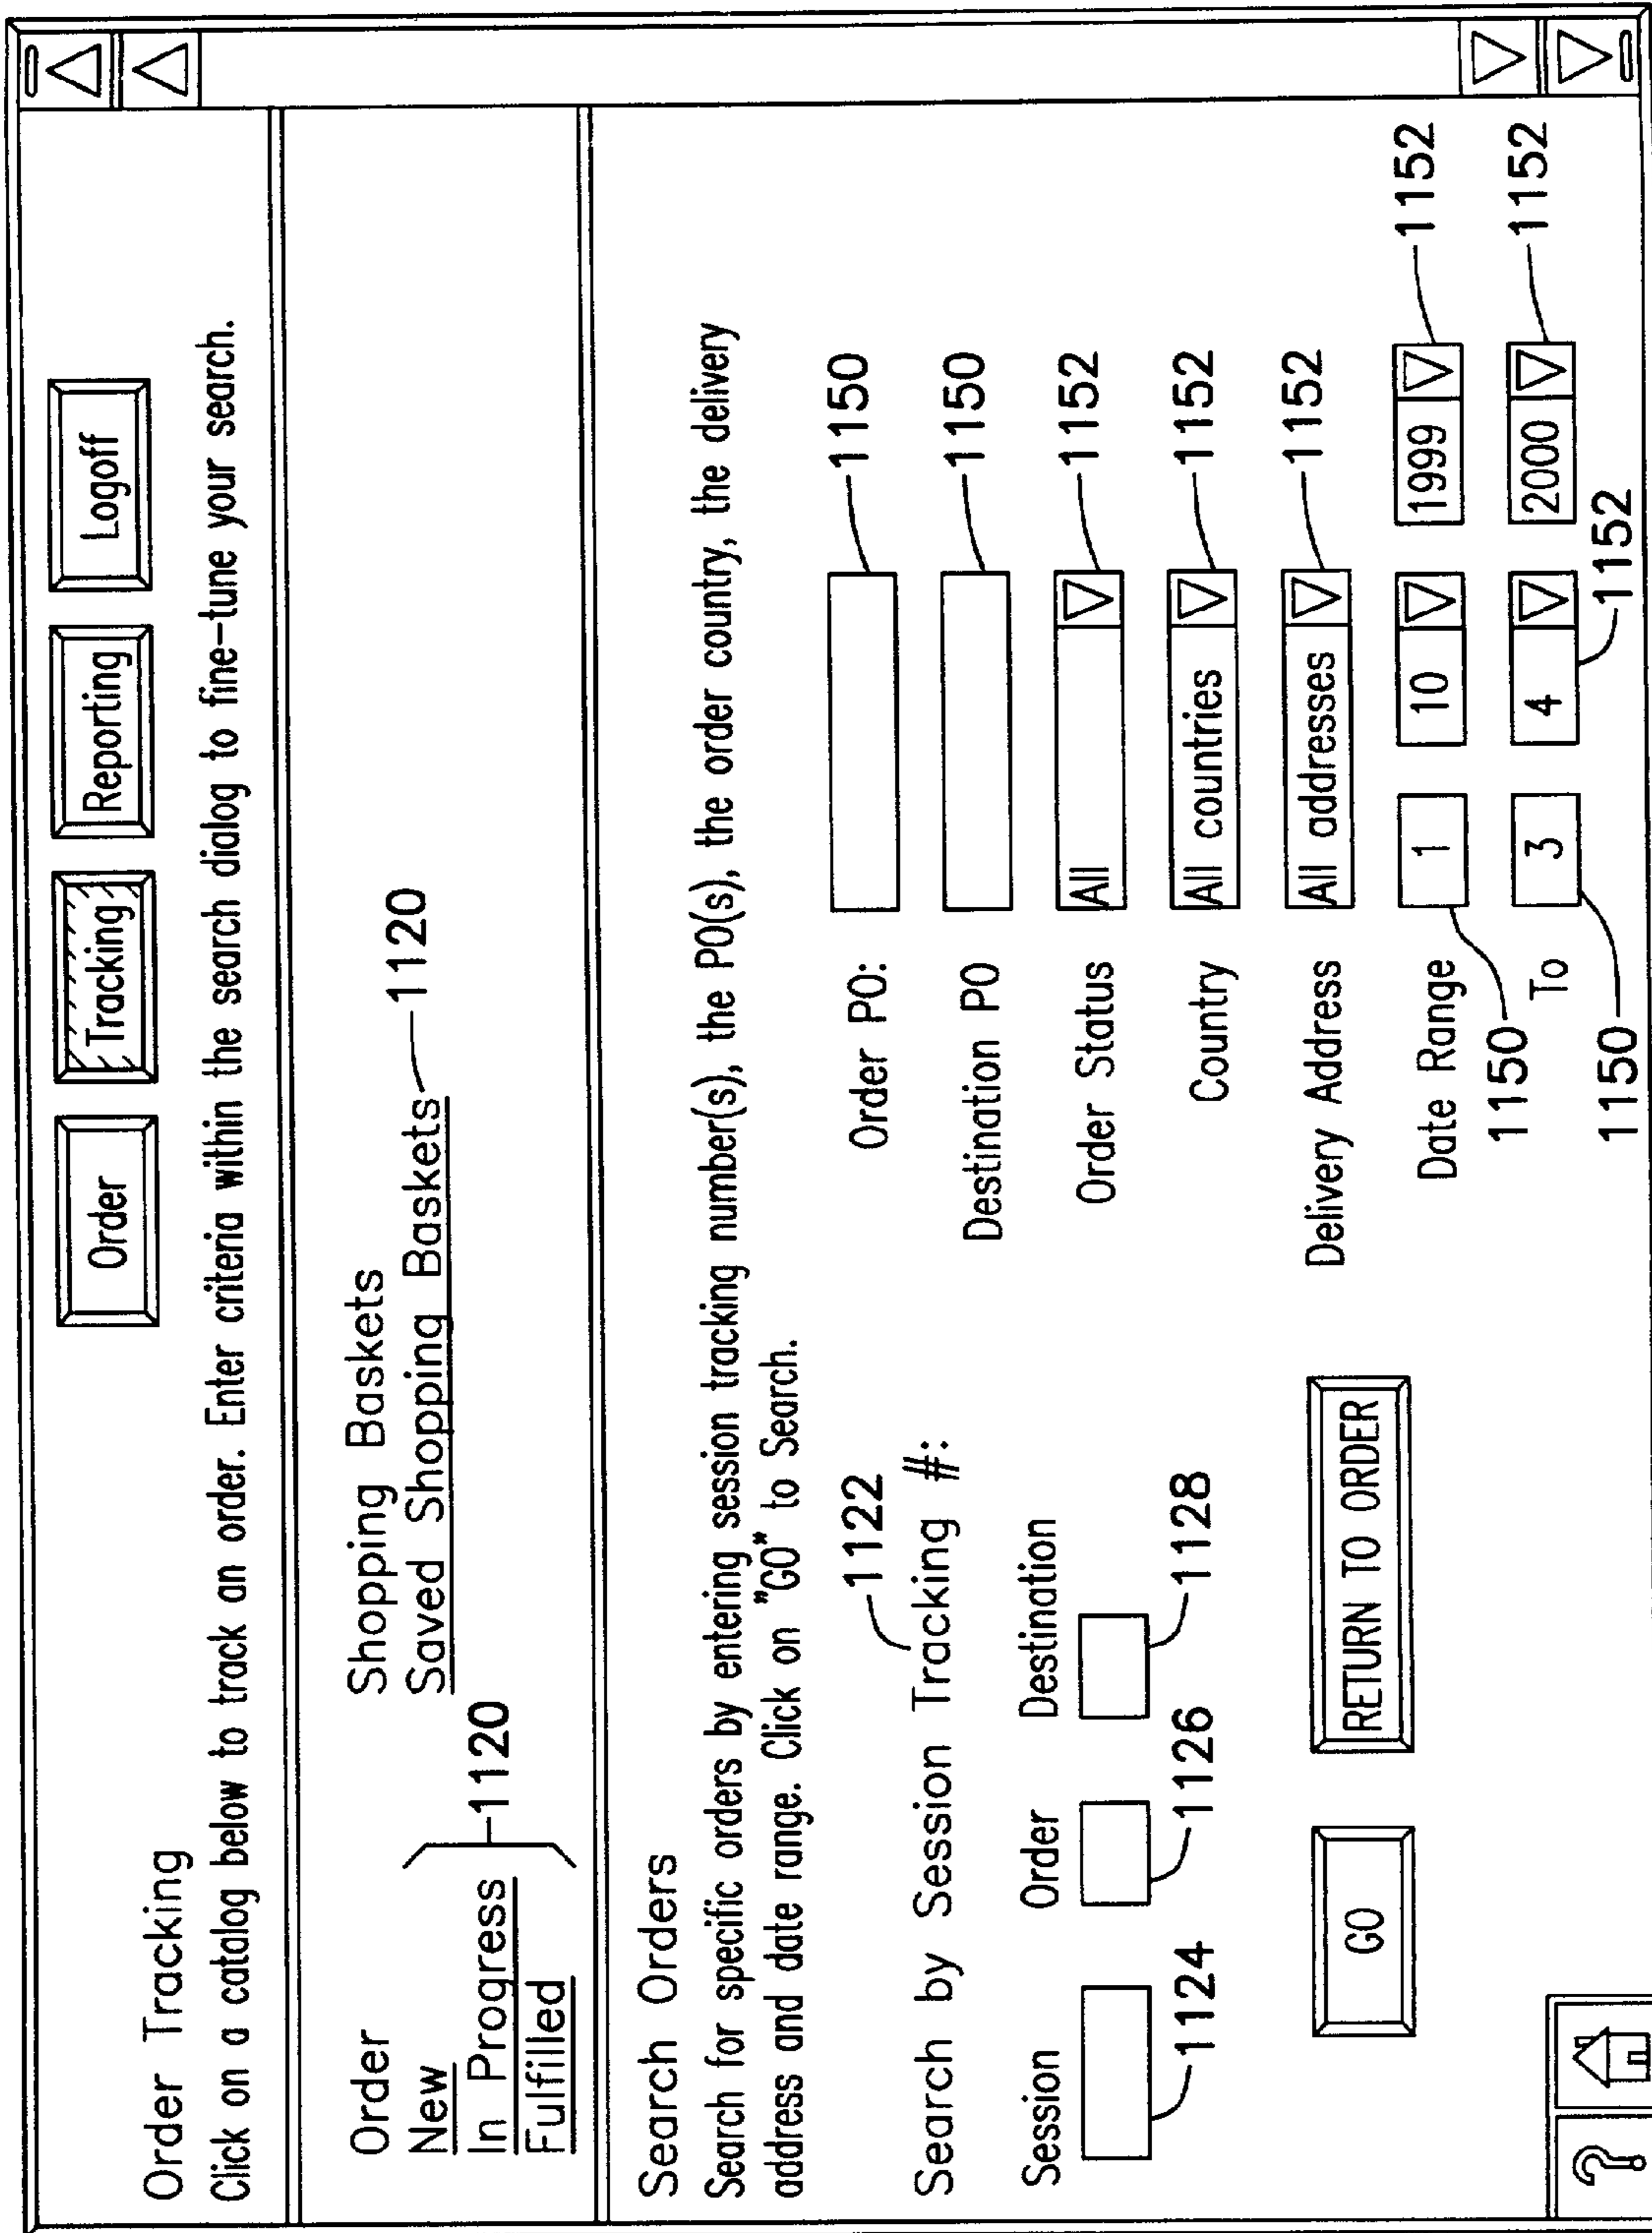 Order Tracking Reporting Logoff
Order Tracking
Click on a catalog below to track an order. Enter criteria within the search dialog to fine-tune your search.
Order
New
In Progress
Fulfilled
1120
Shopping Baskets
Saved Shopping Baskets 1120
Search Orders
Search for specific orders by entering session tracking number(s), the PO(s), the order country, the delivery
address and date range. Click on "GO" to Search.
1122
Search by Session Tracking #:
Session Order Destination
1124 1126 1128
GO RETURN TO ORDER
Order PO: 1150
Destination PO 1150
Order Status All 1152
Country All countries 1152
Delivery Address All addresses 1152
Date Range 1 10 1999 1152
1150
To 3 4 2000 1152
1150 1152
?